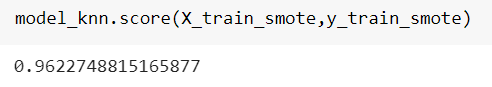 model_knn.score(X_train_smote,y_train_smote)
0.9622748815165877